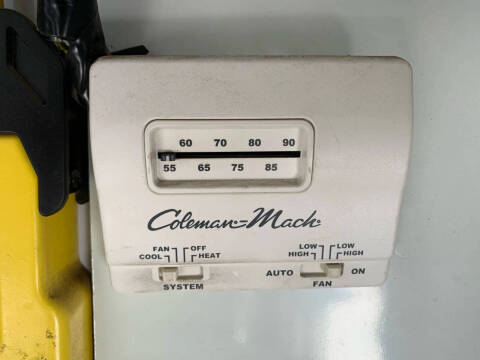 60 70 80 90
55 65 75 85
Coleman-Mach
FAN OFF LOW LOW
COOL HEAT HIGH HIGH
AUTO ON
SYSTEM FAN